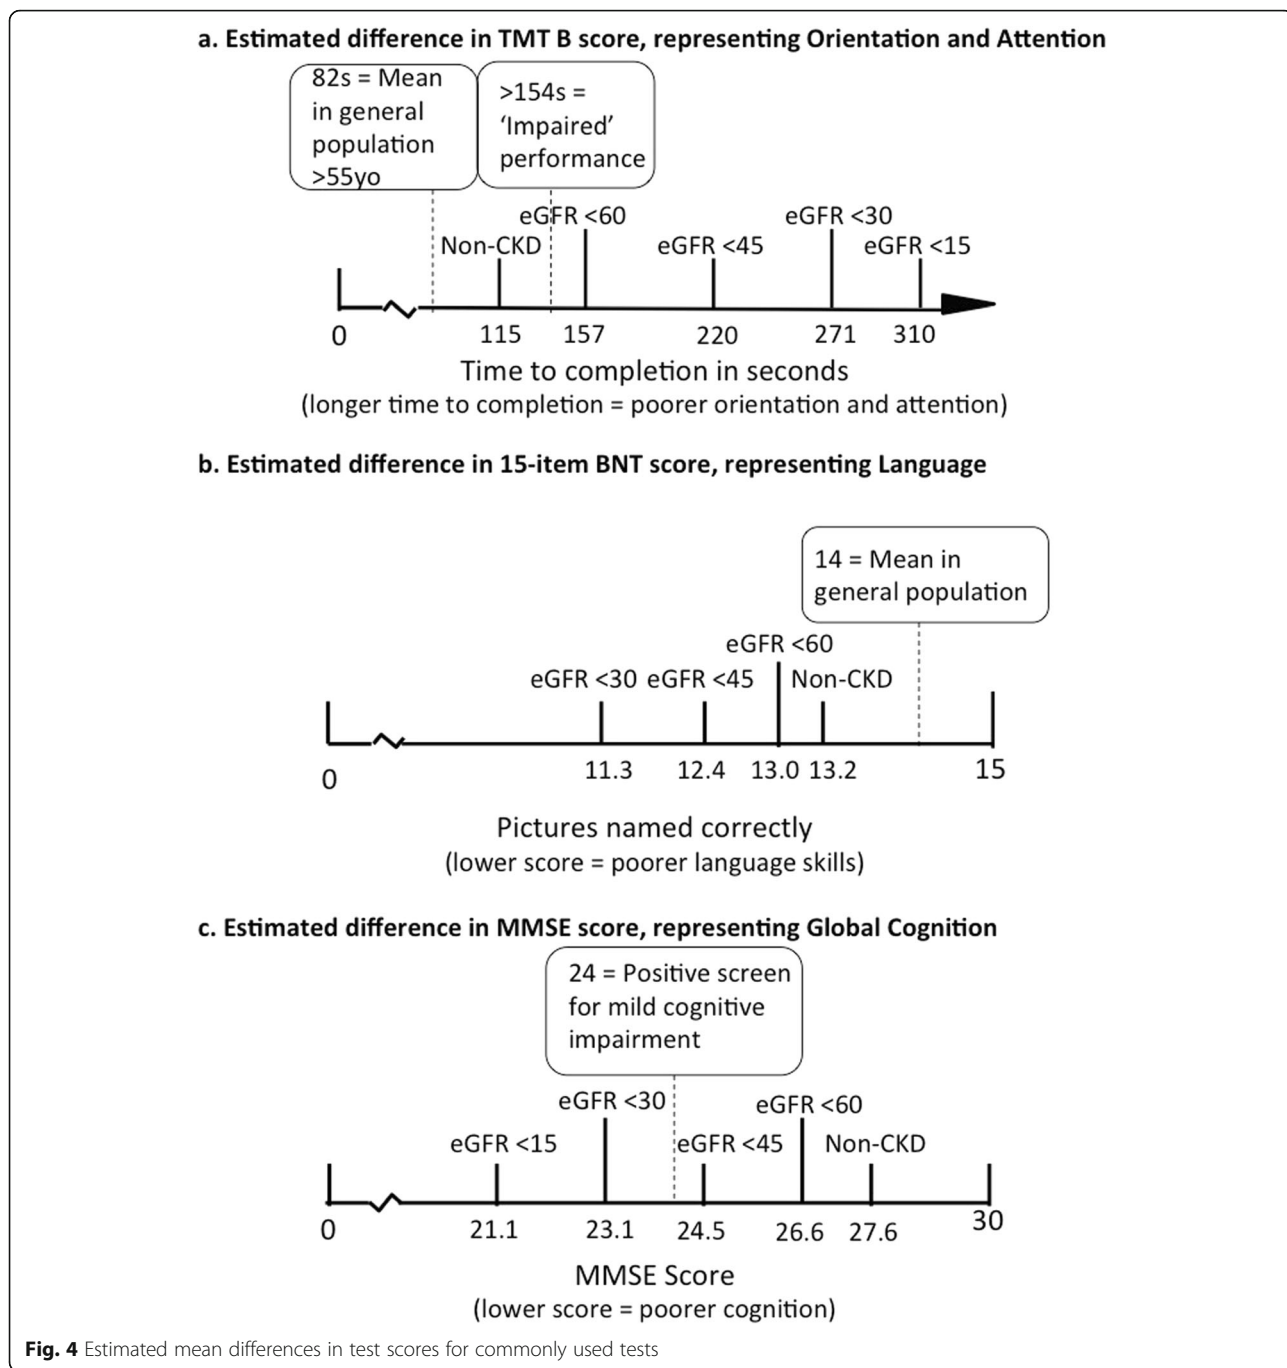 a. Estimated difference in TMT B score, representing Orientation and Attention
82s = Mean
in general
population
>55yo
>154s =
‘Impaired’
performance
eGFR <60
eGFR <30
Non-CKD
eGFR <45
eGFR <15
0
115
157
220
271
310
Time to completion in seconds
(longer time to completion = poorer orientation and attention)
b. Estimated difference in 15-item BNT score, representing Language
14 = Mean in
general population
eGFR <60
eGFR <30
eGFR <45
Non-CKD
0
11.3
12.4
13.0
13.2
15
Pictures named correctly
(lower score = poorer language skills)
c. Estimated difference in MMSE score, representing Global Cognition
24 = Positive screen
for mild cognitive
impairment
eGFR <30
eGFR <60
eGFR <15
eGFR <45
Non-CKD
0
21.1
23.1
24.5
26.6
27.6
30
MMSE Score
(lower score = poorer cognition)
Fig. 4 Estimated mean differences in test scores for commonly used tests